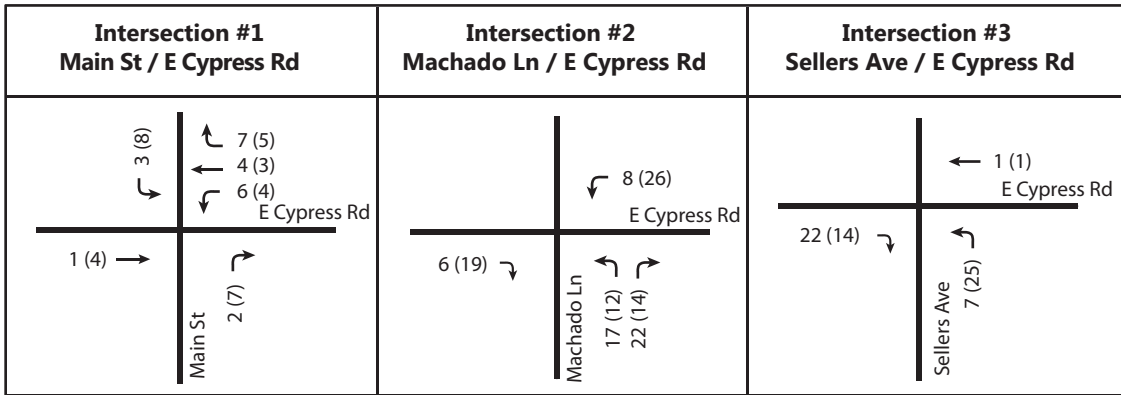 Intersection #1
Main St / E Cypress Rd
3 (8)
7 (5)
4 (3)
6 (4)
E Cypress Rd
1 (4)
2 (7)
Main St
Intersection #2
Machado Ln / E Cypress Rd
8 (26)
E Cypress Rd
6 (19)
Machado Ln
17 (12)
22 (14)
Intersection #3
Sellers Ave / E Cypress Rd
1 (1)
E Cypress Rd
22 (14)
7 (25)
Sellers Ave